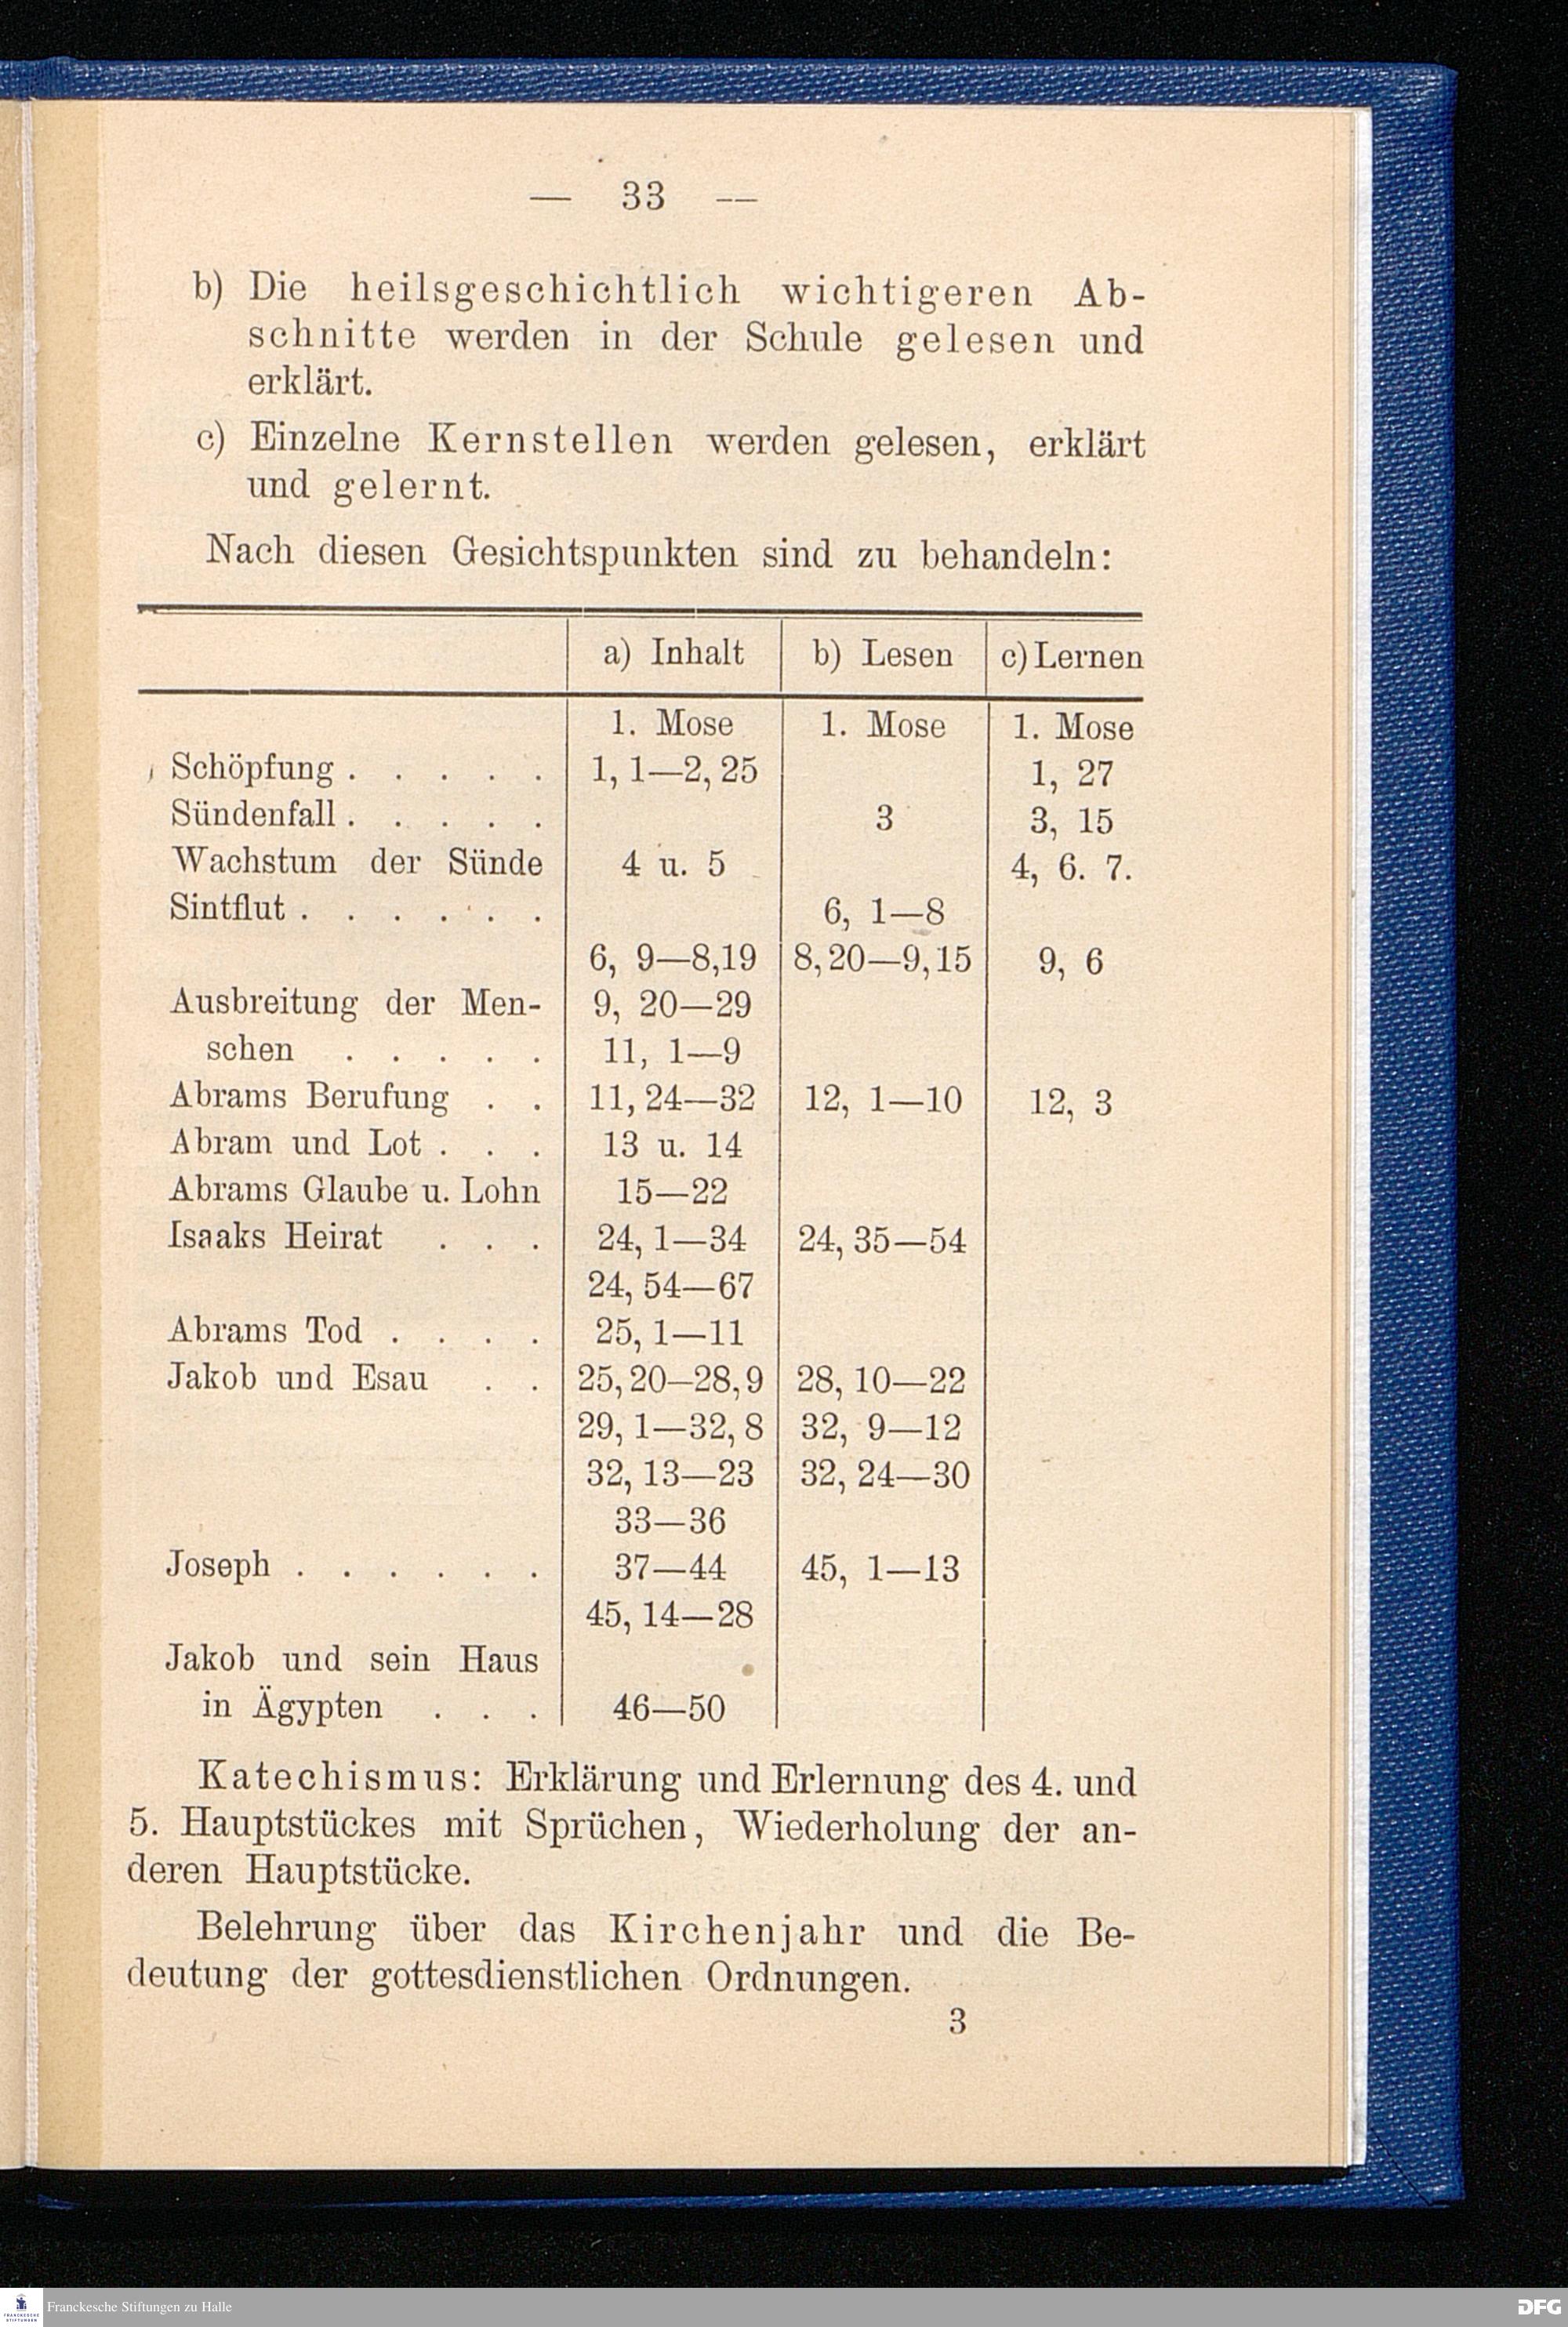 — 33 —
b) Die heilsgeschichtlich wichtigeren Ab-
schnitte werden in der Schule gelesen und
erklärt.
c) Einzelne Kernstellen werden gelesen, erklärt
und gelernt.
Nach diesen Gesichtspunkten sind zu behandeln:
a) Inhalt b) Lesen c) Lernen
1. Mose 1. Mose 1. Mose
Schöpfung . . . . . 1, 1—2, 25 1, 27
Sündenfall . . . . . 3 3, 15
Wachstum der Sünde 4 u. 5 4, 6. 7.
Sintflut . . . . . . 6, 1—8
6, 9—8,19 8,20—9,15 9, 6
Ausbreitung der Men- 9, 20—29
schen . . . . . 11, 1—9
Abrams Berufung . . 11, 24—32 12, 1—10 12, 3
Abram und Lot . . . 13 u. 14
Abrams Glaube u. Lohn 15—22
Isaaks Heirat . . . 24, 1—34 24, 35—54
24, 54—67
Abrams Tod . . . . 25, 1—11
Jakob und Esau . . 25, 20—28, 9 28, 10—22
29, 1—32, 8 32, 9—12
32, 13—23 32, 24—30
33—36
Joseph . . . . . . 37—44 45, 1—13
45, 14—28
Jakob und sein Haus
in Ägypten . . . 46—50
Katechismus: Erklärung und Erlernung des 4. und
5. Hauptstückes mit Sprüchen, Wiederholung der an-
deren Hauptstücke.
Belehrung über das Kirchenjahr und die Be-
deutung der gottesdienstlichen Ordnungen.
3
FRANCKESCHE
STIFTUNGEN
Franckesche Stiftungen zu Halle
DFG